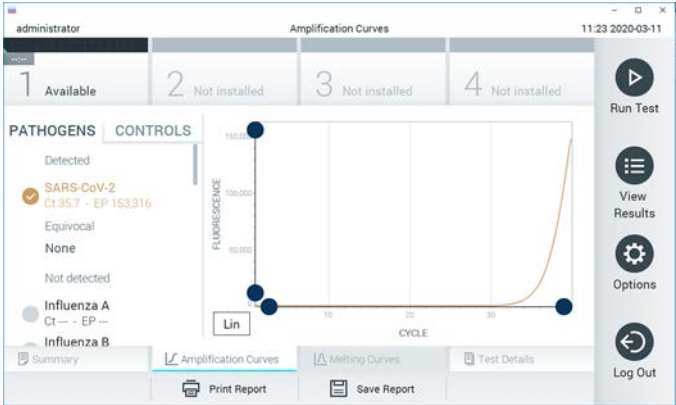 administrator
Amplification Curves
11:23 2020-03-11
1 Available
2 Not installed
3 Not installed
4 Not installed
Run Test
PATHOGENS CONTROLS
Detected
SARS-CoV-2
Ct 35.7 - EP 153,316
Equivocal
None
Not detected
Influenza A
Ct --- - EP ---
Influenza B
FLUORESCENCE
160,000
100,000
50,000
0
10 20 30
CYCLE
Lin
View
Results
Options
Log Out
Summary
Amplification Curves
Melting Curves
Test Details
Print Report
Save Report